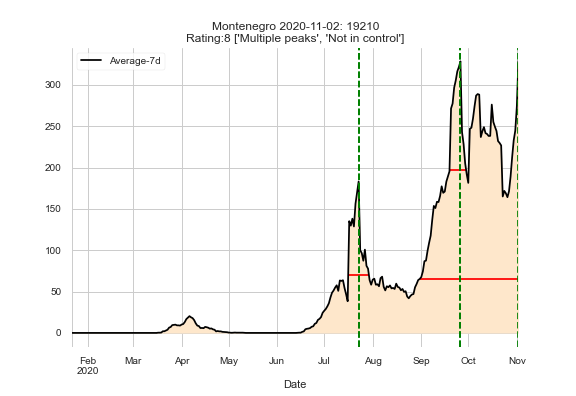 Montenegro 2020-11-02: 19210
Rating:8 ['Multiple peaks', 'Not in control']
Average-7d
300
250
200
150
100
50
0
Feb Mar Apr May Jun Jul Aug Sep Oct Nov
2020
Date